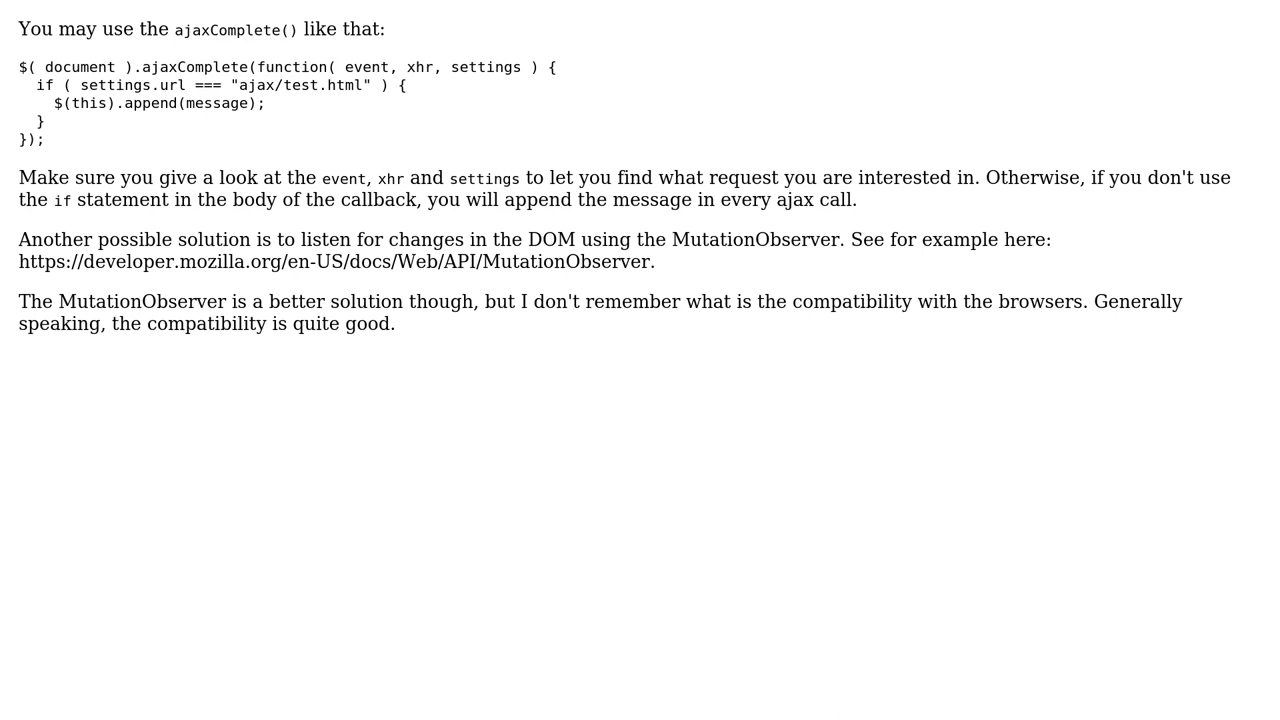 You may use the ajaxComplete() like that:
$( document ).ajaxComplete(function( event, xhr, settings ) {
  if ( settings.url === "ajax/test.html" ) {
    $(this).append(message);
  }
});
Make sure you give a look at the event, xhr and settings to let you find what request you are interested in. Otherwise, if you don't use
the if statement in the body of the callback, you will append the message in every ajax call.
Another possible solution is to listen for changes in the DOM using the MutationObserver. See for example here:
https://developer.mozilla.org/en-US/docs/Web/API/MutationObserver.
The MutationObserver is a better solution though, but I don't remember what is the compatibility with the browsers. Generally
speaking, the compatibility is quite good.